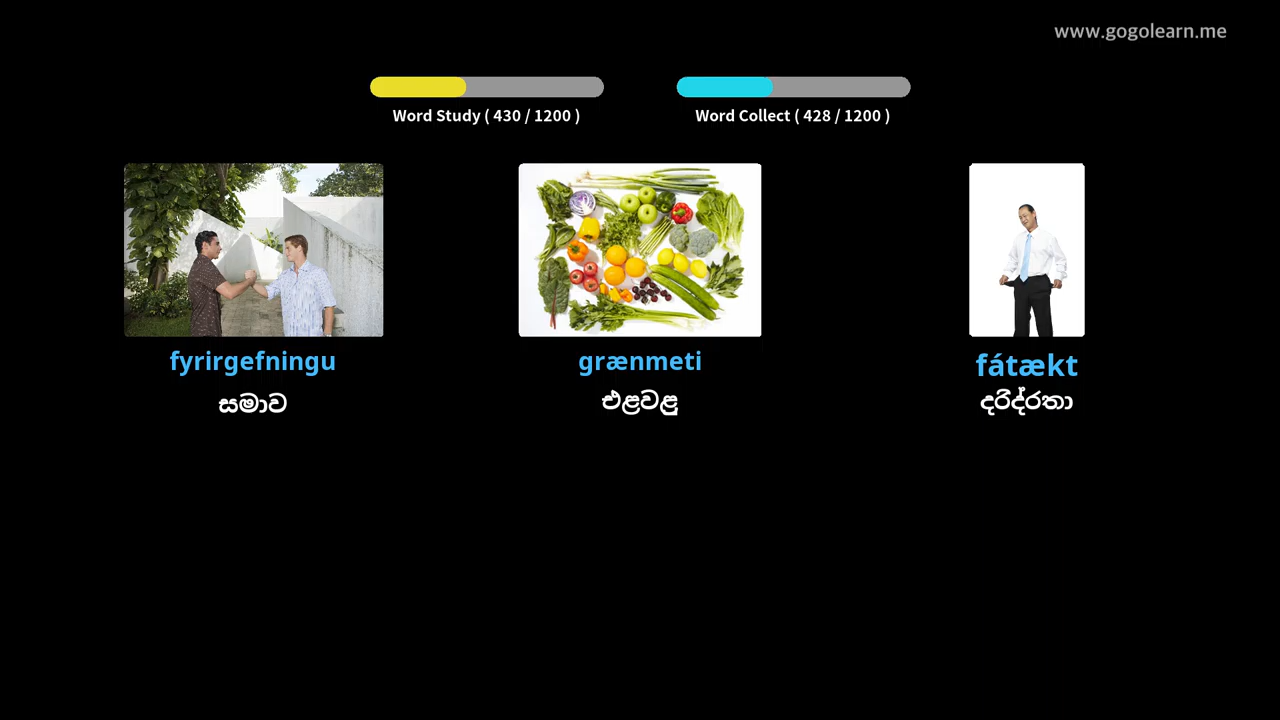 www.gogolearn.me
Word Study ( 430 / 1200 )
Word Collect ( 428 / 1200 )
fyrirgefningu
සමාව
grænmeti
එළවළු
fátækt
දරිද්රතා